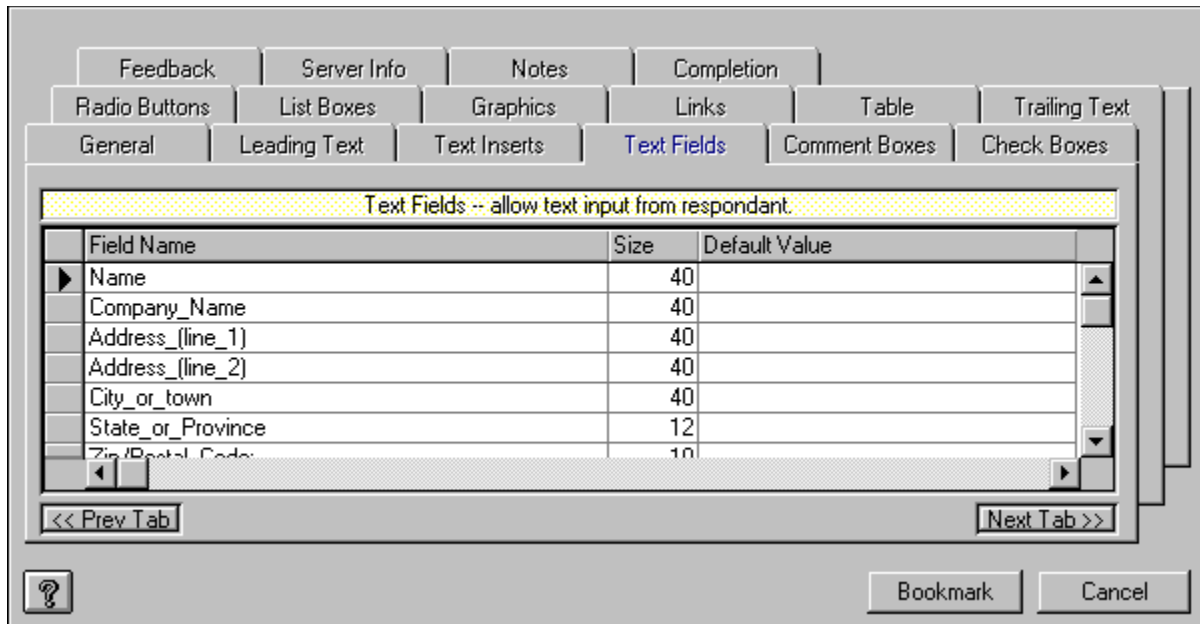 Feedback Server Info Notes Completion
Radio Buttons List Boxes Graphics Links Table Trailing Text
General Leading Text Text Inserts Text Fields Comment Boxes Check Boxes
Text Fields -- allow text input from respondant.
Field Name Size Default Value
Name 40
Company_Name 40
Address_(line_1) 40
Address_(line_2) 40
City_or_town 40
State_or_Province 12
Zip/Postal_Code: 10
<< Prev Tab Next Tab >>
? Bookmark Cancel